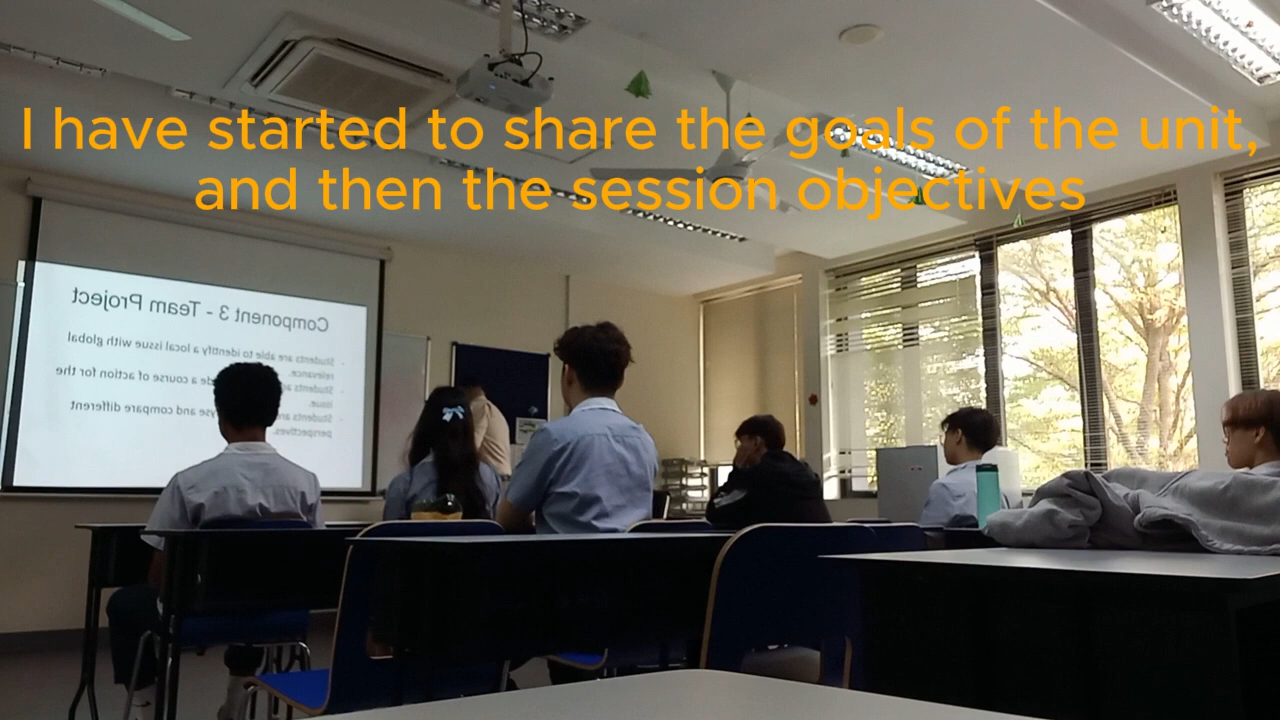 I have started to share the goals of the unit,
and then the session objectives
Component 3 - Team Project
Students are able to identify a local issue with global
relevance.
Students a course of action for the
issue.
Students and compare different
perspectives.